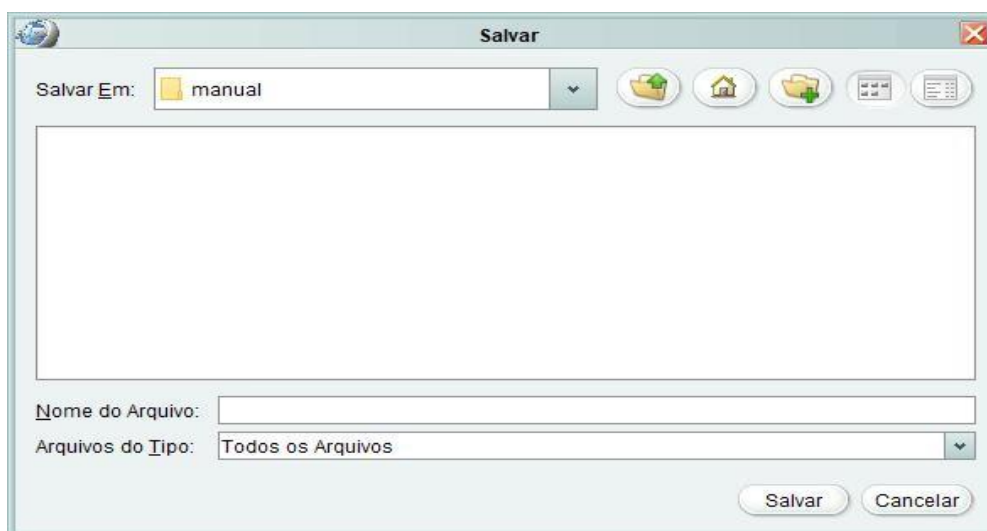 Salvar
Salvar Em: manual
Nome do Arquivo:
Arquivos do Tipo: Todos os Arquivos
Salvar Cancelar